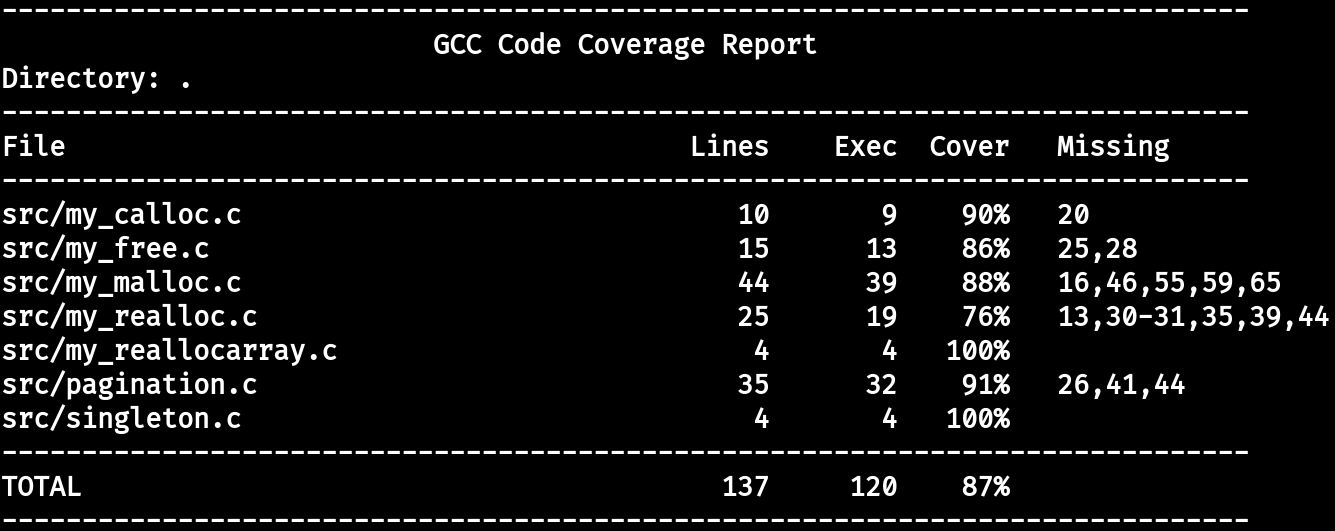 ------------------------------------------------------------------------------
                           GCC Code Coverage Report
Directory: .
------------------------------------------------------------------------------
File                                       Lines    Exec  Cover   Missing
------------------------------------------------------------------------------
src/my_calloc.c                               10       9    90%   20
src/my_free.c                                 15      13    86%   25,28
src/my_malloc.c                               44      39    88%   16,46,55,59,65
src/my_realloc.c                              25      19    76%   13,30-31,35,39,44
src/my_reallocarray.c                          4       4   100%
src/pagination.c                              35      32    91%   26,41,44
src/singleton.c                                4       4   100%
------------------------------------------------------------------------------
TOTAL                                        137     120    87%
------------------------------------------------------------------------------